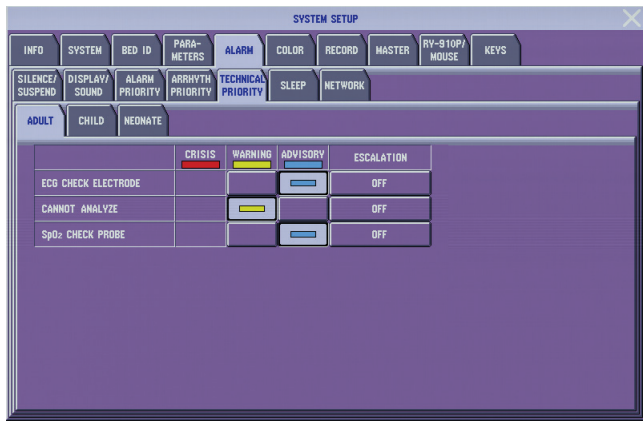 SYSTEM SETUP
INFO SYSTEM BED ID PARA-METERS ALARM COLOR RECORD MASTER RY-910P/MOUSE KEYS
SILENCE/SUSPEND DISPLAY/SOUND ALARM PRIORITY ARRHYTH PRIORITY TECHNICAL PRIORITY SLEEP NETWORK
ADULT CHILD NEONATE
CRISIS WARNING ADVISORY ESCALATION
ECG CHECK ELECTRODE OFF
CANNOT ANALYZE OFF
SpO₂ CHECK PROBE OFF